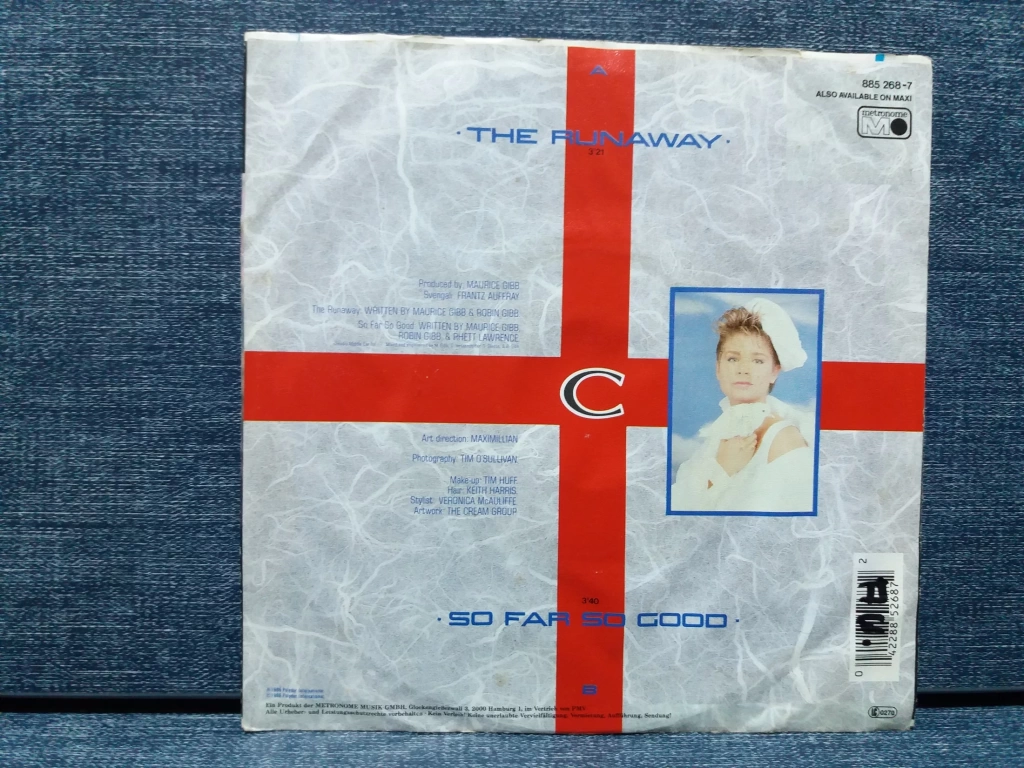 A
885 268-7
ALSO AVAILABLE ON MAXI
metronome
M
· THE RUNAWAY ·
3'21
Produced by: MAURICE GIBB
Svengali: FRANTZ AUFFRAY
The Runaway: WRITTEN BY MAURICE GIBB & ROBIN GIBB
So Far So Good: WRITTEN BY MAURICE GIBB,
ROBIN GIBB, & RHETT LAWRENCE.
C
Art direction: MAXIMILLIAN
Photography: TIM O'SULLIVAN
Make-up: TIM HUFF
Hair: KEITH HARRIS
Stylist: VERONICA McAULIFFE
Artwork: THE CREAM GROUP
3'40
· SO FAR SO GOOD ·
B
0 42288 52687 2
Ein Produkt der METRONOME MUSIK GMBH, Glockengießerwall 3, 2000 Hamburg 1, im Vertrieb von PMV
Alle Urheber- und Leistungsschutzrechte vorbehalten · Kein Verleih! Keine unerlaubte Vervielfältigung, Vermietung, Aufführung, Sendung!
0278